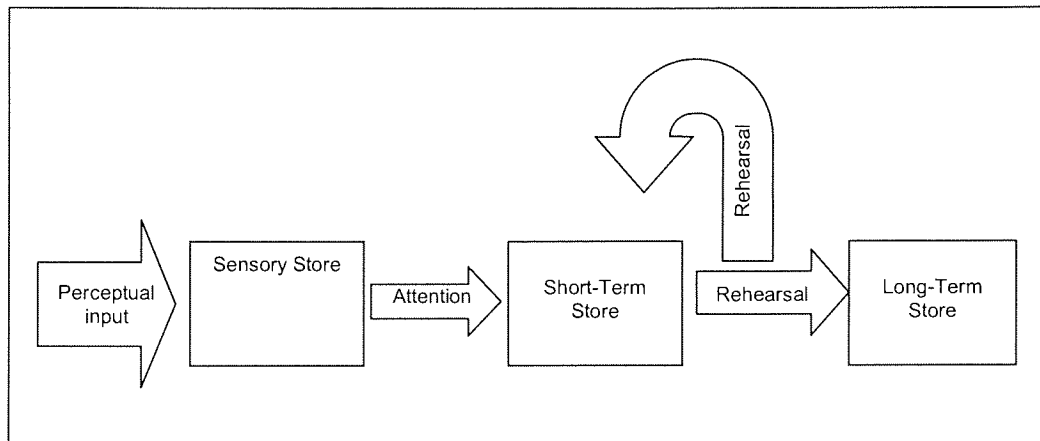 Perceptual
input
Sensory Store
Attention
Short-Term
Store
Rehearsal
Rehearsal
Long-Term
Store